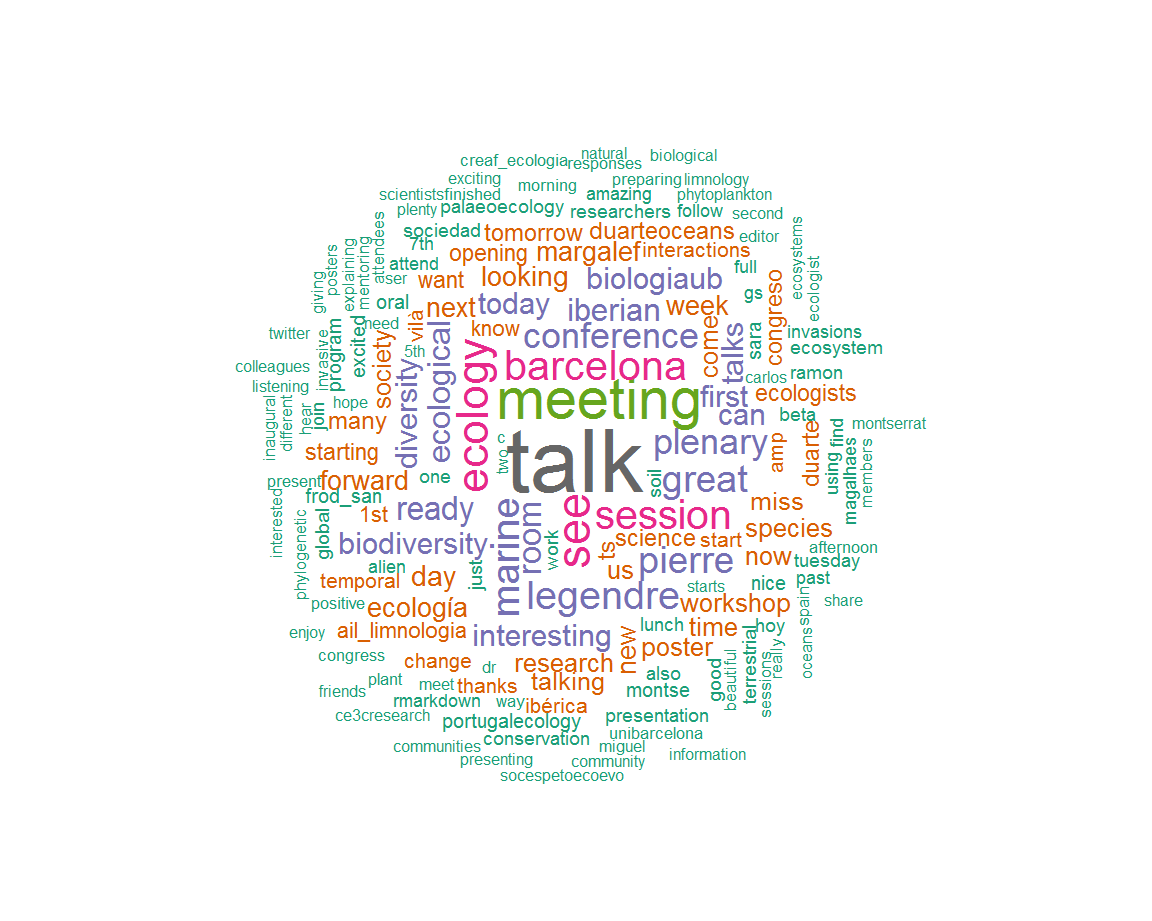 natural
biological
creaf_ecologia
responses
exciting
morning
preparing
limnology
scientists
finished
amazing
phytoplankton
plenty
palaeoecology
researchers
follow
second
sociedad
tomorrow
duarteoceans
editor
7th
opening
margalef
interactions
attendees
ecosystems
posters
explaining
mentoring
giving
attend
user
want
looking
biologiaub
full
ecologist
gs
congreso
oral
next
today
iberian
week
twitter
need
vilà
know
conference
come
talks
sara
invasions
ecosystem
program
excited
invasive
society
5th
ecological
ecology
barcelona
carlos
ramon
colleagues
listening
diversity
meeting
first
ecologists
hope
inaugural
different
hear
join
many
can
beta
montserrat
starting
c
two
talk
plenary
amp
duarte
using
find
magalhaes
members
present
forward
one
soil
great
frod_san
1st
ready
marine
room
see
session
miss
species
interested
phylogenetic
global
biodiversity
work
ts
science
start
now
afternoon
tuesday
alien
just
us
pierre
temporal
day
starts
nice
past
positive
ecología
legendre
workshop
spain
share
enjoy
ail_limnologia
interesting
new
lunch
time
hoy
poster
congress
change
dr
research
also
good
beautiful
terrestrial
sessions
really
oceans
plant
meet
thanks
talking
montse
friends
rmarkdown
way
ibérica
ce3cresearch
portugalecology
presentation
conservation
unibarcelona
communities
miguel
presenting
community
information
socespetoecoevo